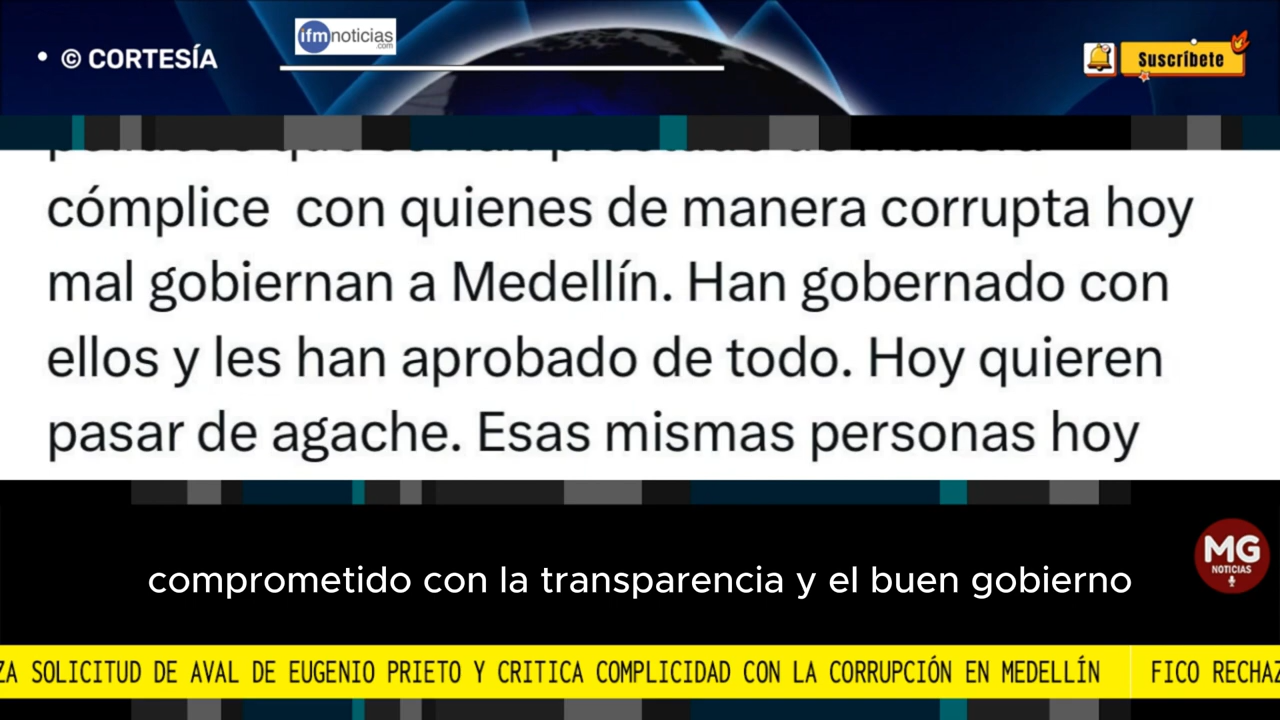 • © CORTESÍA
ifmnoticias
.com
Suscríbete
cómplice con quienes de manera corrupta hoy
mal gobiernan a Medellín. Han gobernado con
ellos y les han aprobado de todo. Hoy quieren
pasar de agache. Esas mismas personas hoy
MG
NOTICIAS
comprometido con la transparencia y el buen gobierno
ZA SOLICITUD DE AVAL DE EUGENIO PRIETO Y CRITICA COMPLICIDAD CON LA CORRUPCIÓN EN MEDELLÍN FICO RECHAZ